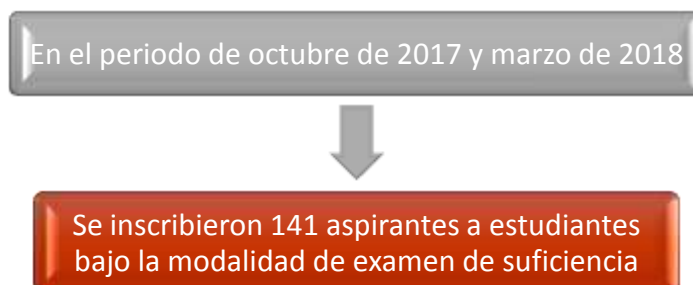 En el periodo de octubre de 2017 y marzo de 2018
Se inscribieron 141 aspirantes a estudiantes
bajo la modalidad de examen de suficiencia